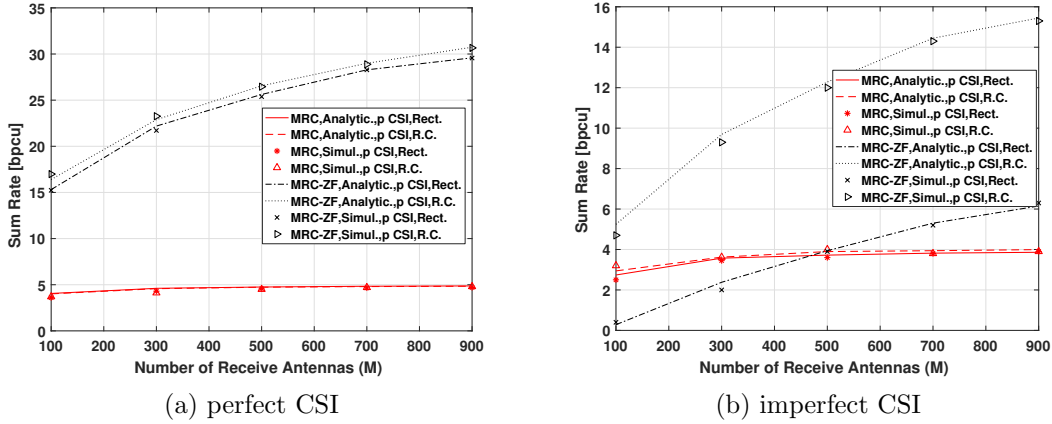 35
30
25
20
15
10
5
0
Sum Rate [bpcu]
MRC,Analytic.,p CSI,Rect.
MRC,Analytic.,p CSI,R.C.
MRC,Simul.,p CSI,Rect.
MRC,Simul.,p CSI,R.C.
MRC-ZF,Analytic.,p CSI,Rect.
MRC-ZF,Analytic.,p CSI,R.C.
MRC-ZF,Simul.,p CSI,Rect.
MRC-ZF,Simul.,p CSI,R.C.
100 200 300 400 500 600 700 800 900
Number of Receive Antennas (M)
(a) perfect CSI
16
14
12
10
8
6
4
2
0
Sum Rate [bpcu]
MRC,Analytic.,p CSI,Rect.
MRC,Analytic.,p CSI,R.C.
MRC,Simul.,p CSI,Rect.
MRC,Simul.,p CSI,R.C.
MRC-ZF,Analytic.,p CSI,Rect.
MRC-ZF,Analytic.,p CSI,R.C.
MRC-ZF,Simul.,p CSI,Rect.
MRC-ZF,Simul.,p CSI,R.C.
100 200 300 400 500 600 700 800 900
Number of Receive Antennas (M)
(b) imperfect CSI